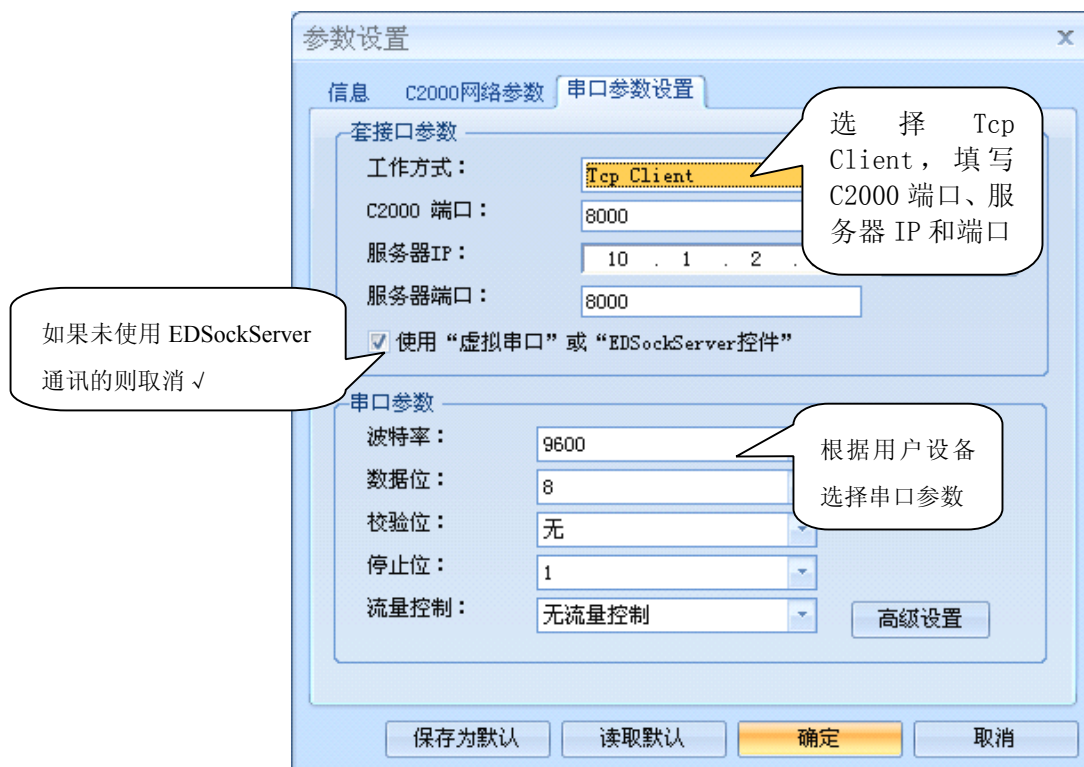 参数设置
信息 C2000网络参数 串口参数设置
套接口参数
工作方式： Tcp Client
C2000 端口： 8000
服务器IP： 10 . 1 . 2 .
服务器端口： 8000
使用“虚拟串口”或“EDSockServer控件”
选择 Tcp
Client，填写
C2000 端口、服
务器 IP 和端口
如果未使用 EDSockServer
通讯的则取消√
串口参数
波特率： 9600
数据位： 8
校验位： 无
停止位： 1
流量控制： 无流量控制
高级设置
根据用户设备
选择串口参数
保存为默认 读取默认 确定 取消